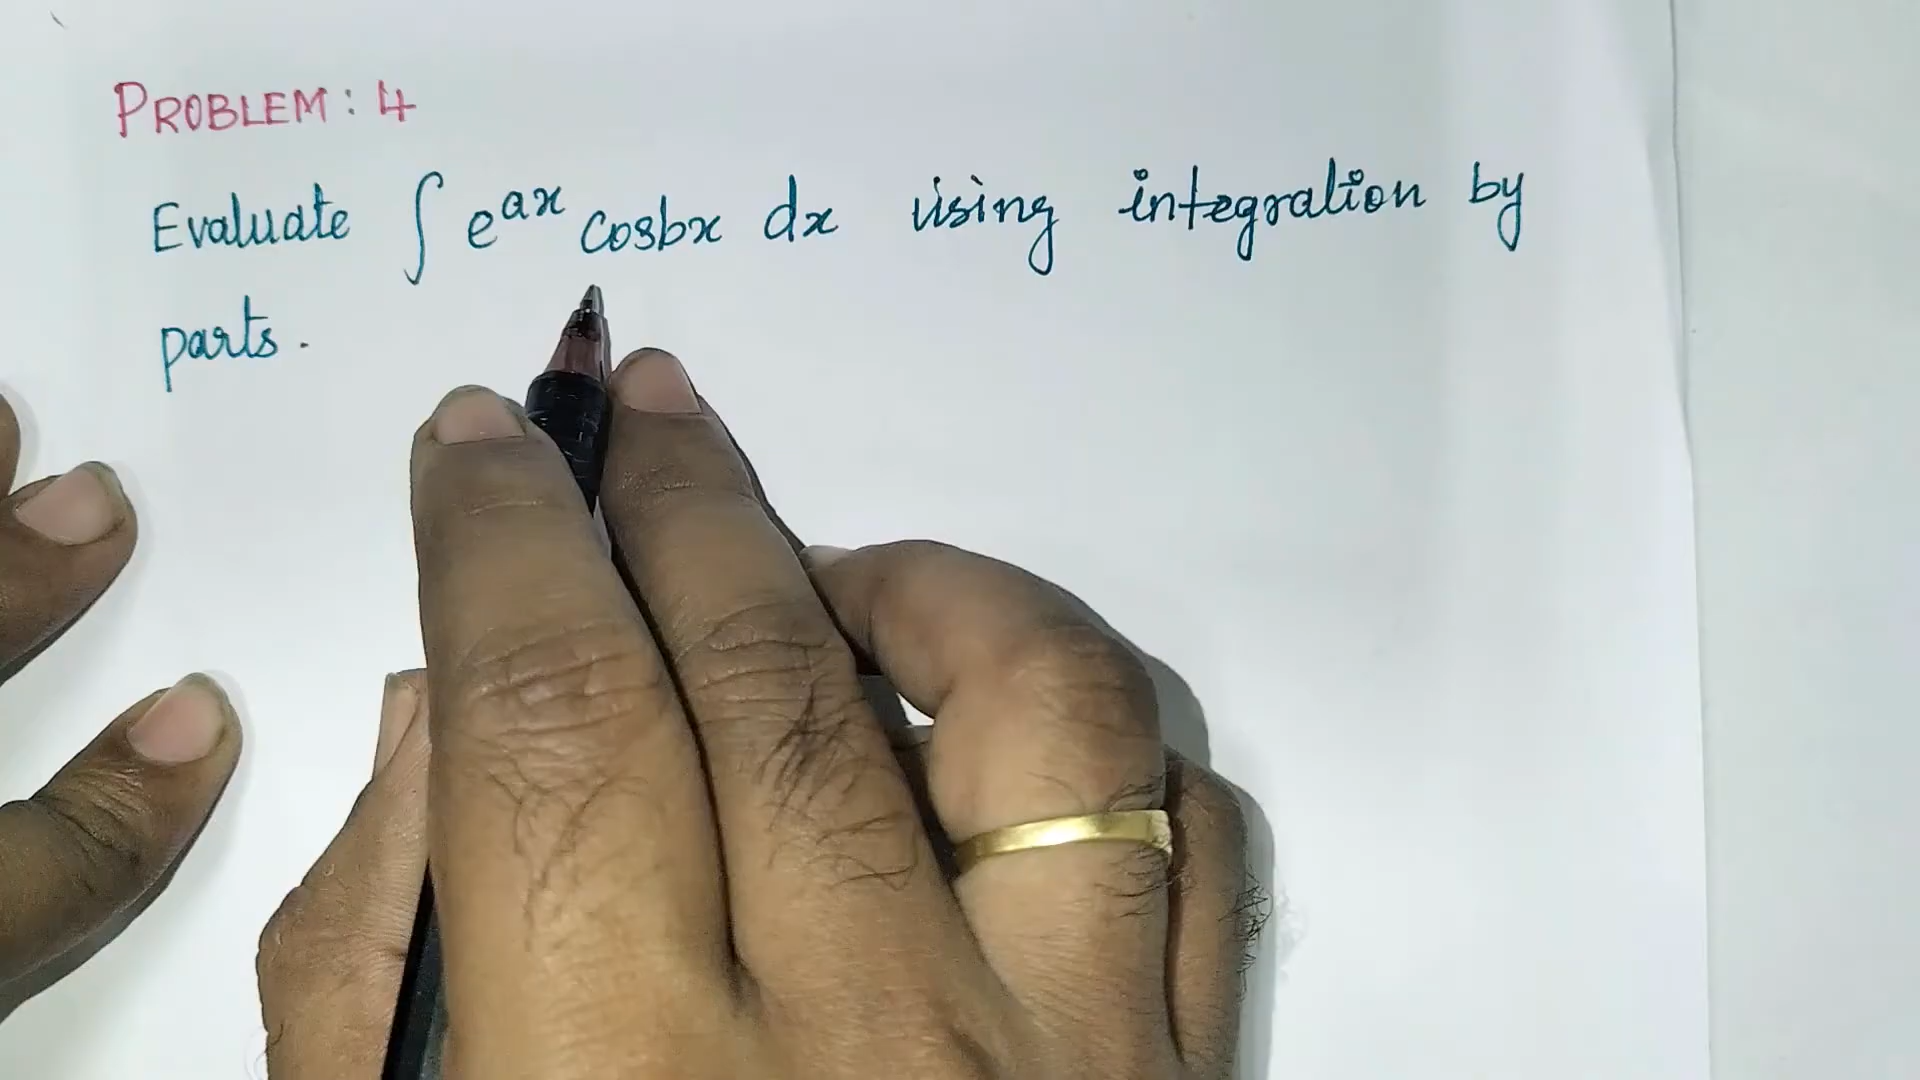 PROBLEM : 4
Evaluate ∫ e^{ax} cosbx dx using integration by
parts.